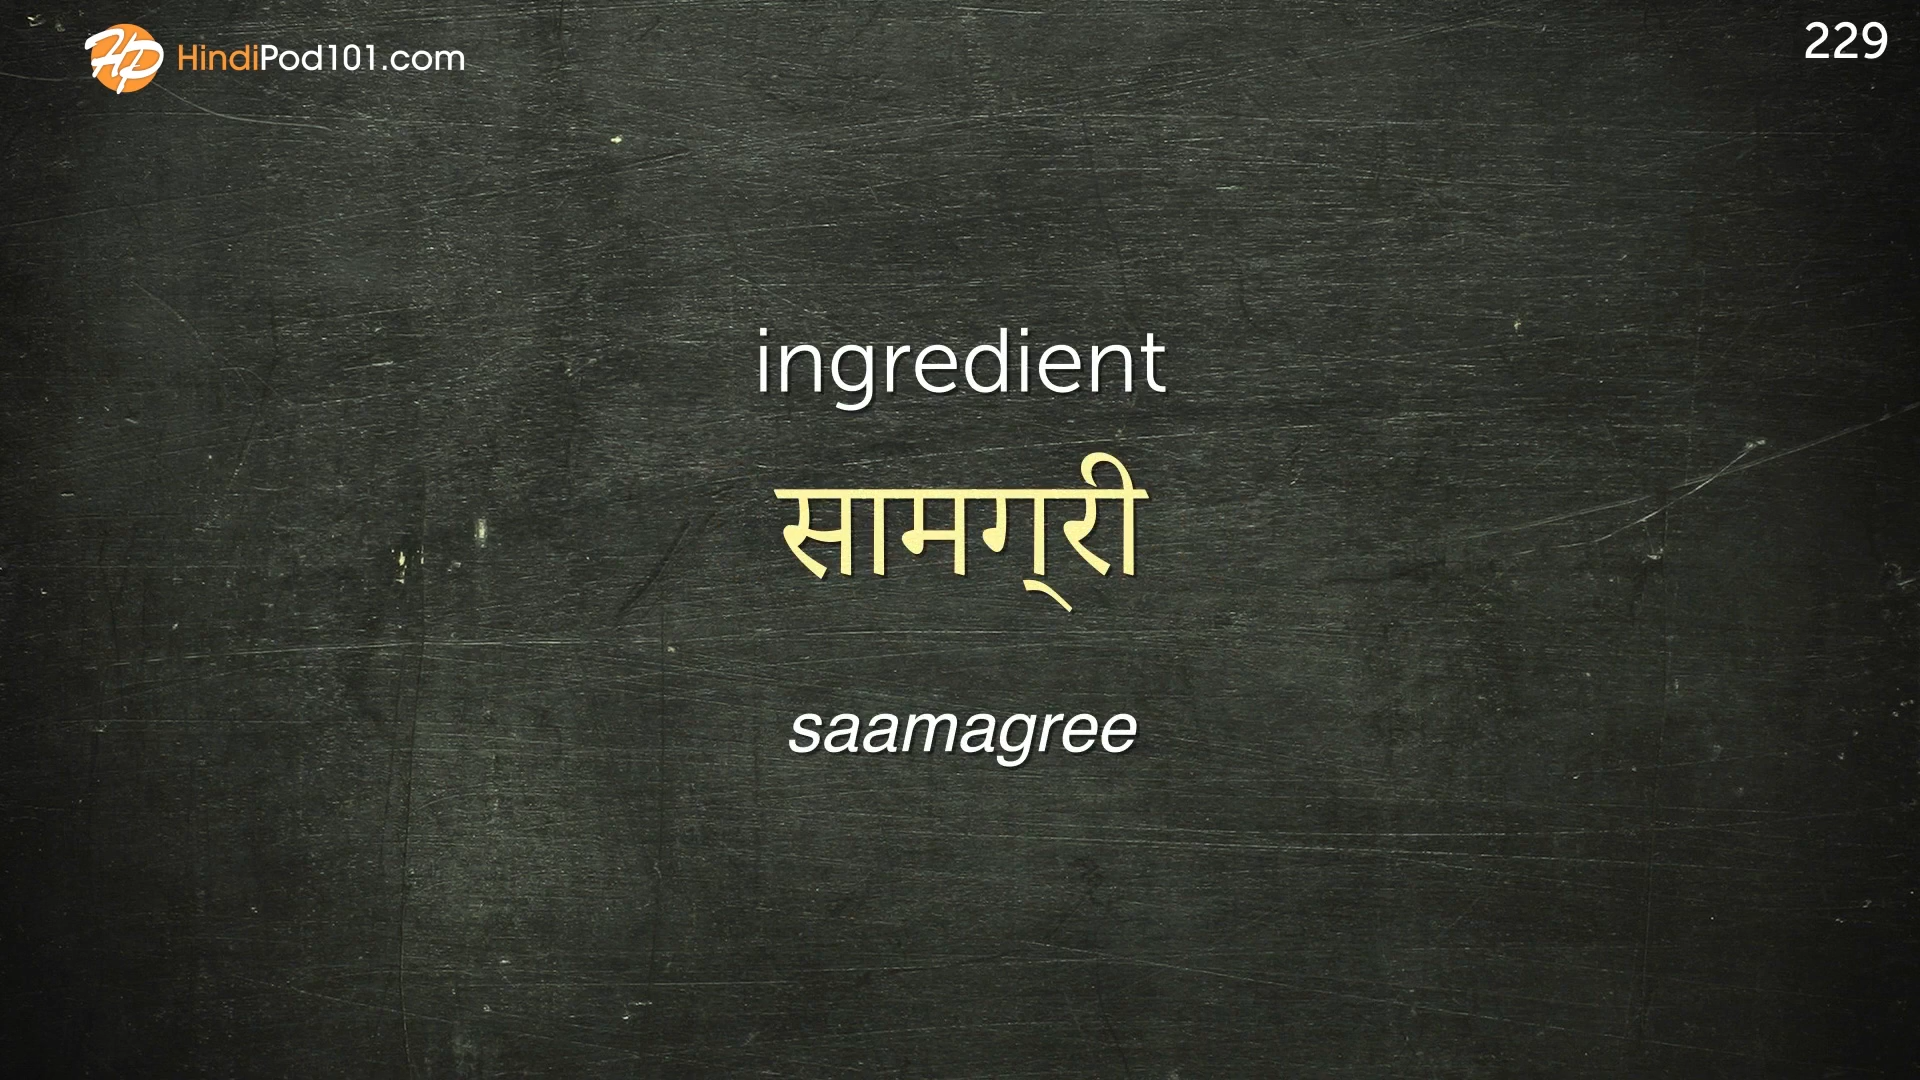 HindiPod101.com
229
ingredient
सामग्‌री
saamagree